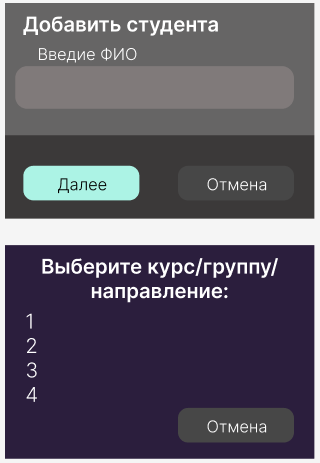 Добавить студента
Введие ФИО
Далее
Отмена
Выберите курс/группу/
направление:
1
2
3
4
Отмена